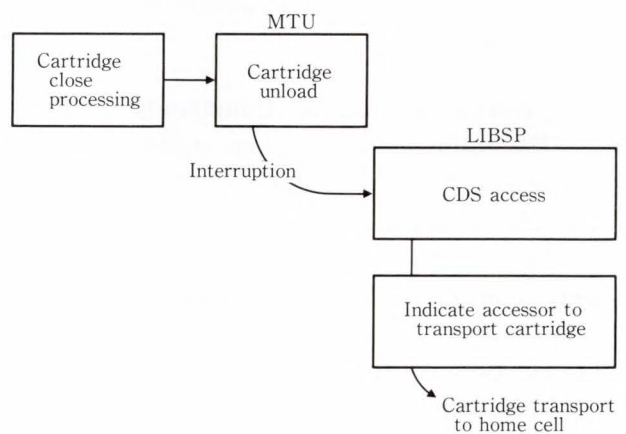 MTU
Cartridge
close
processing
Cartridge
unload
Interruption
LIBSP
CDS access
Indicate accessor to
transport cartridge
Cartridge transport
to home cell